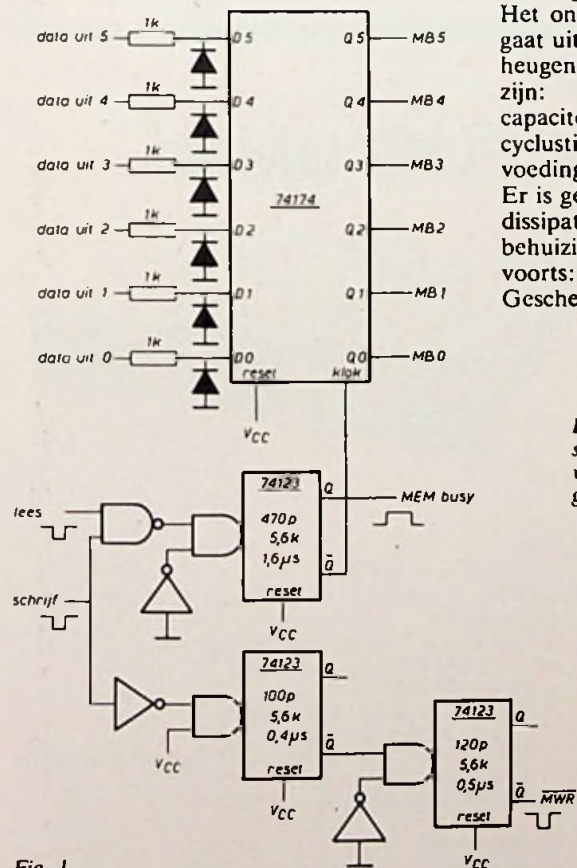 data uit 5
1k
D5
Q5
MB5
data uit 4
1k
D4
Q4
MB4
data uit 3
1k
D3
Q3
MB3
74174
data uit 2
1k
D2
Q2
MB2
data uit 1
1k
D1
Q1
MB1
data uit 0
1k
D0
Q0
MB0
reset
klok
VCC
Het on
gaat uit
heugen
zijn:
capacite
cyclusti
voeding
Er is ge
dissipat
behuizi
voorts:
Gesche
lees
schrijf
74123
470p
5,6k
1,6µs
reset
Q
Q̄
MEM busy
VCC
74123
100p
5,6k
0,4µs
reset
Q
Q̄
VCC
VCC
74123
120p
5,6k
0,5µs
reset
Q
Q̄
M̅W̅R̅
VCC
Fig. 1